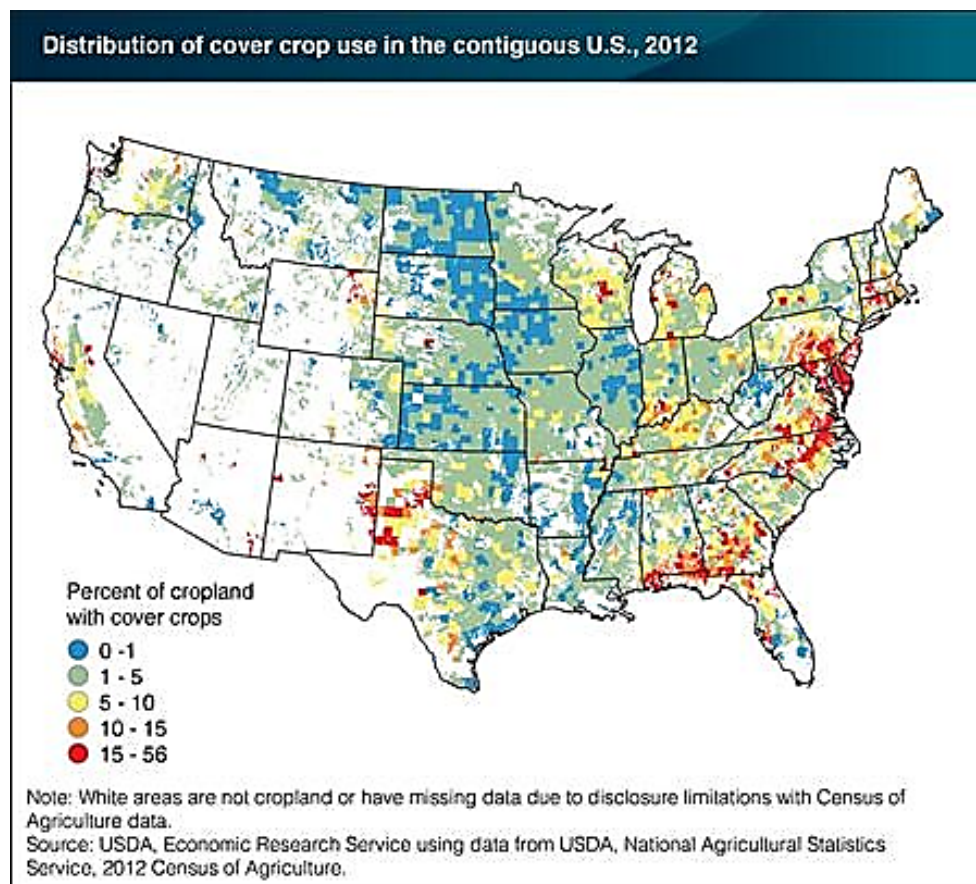 Distribution of cover crop use in the contiguous U.S., 2012
Percent of cropland
with cover crops
0 -1
1 - 5
5 - 10
10 - 15
15 - 56
Note: White areas are not cropland or have missing data due to disclosure limitations with Census of
Agriculture data.
Source: USDA, Economic Research Service using data from USDA, National Agricultural Statistics
Service, 2012 Census of Agriculture.